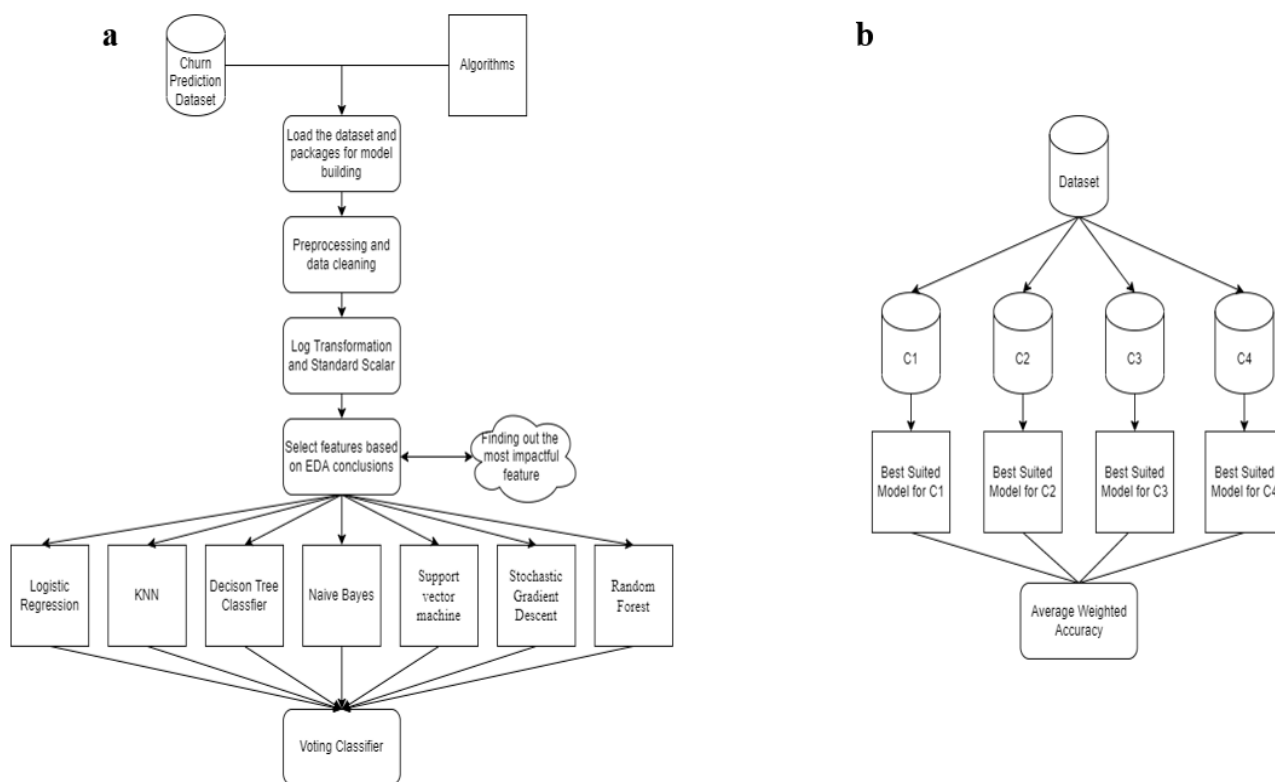 a
Churn
Prediction
Dataset
Algorithms
Load the dataset and
packages for model
building
Preprocessing and
data cleaning
Log Transformation
and Standard Scalar
Select features based
on EDA conclusions
Finding out the
most impactful
feature
Logistic
Regression
KNN
Decison Tree
Classfier
Naive Bayes
Support
vector
machine
Stochastic
Gradient
Descent
Random
Forest
Voting Classifier
b
Dataset
C1
C2
C3
C4
Best Suited
Model for C1
Best Suited
Model for C2
Best Suited
Model for C3
Best Suited
Model for C4
Average Weighted
Accuracy